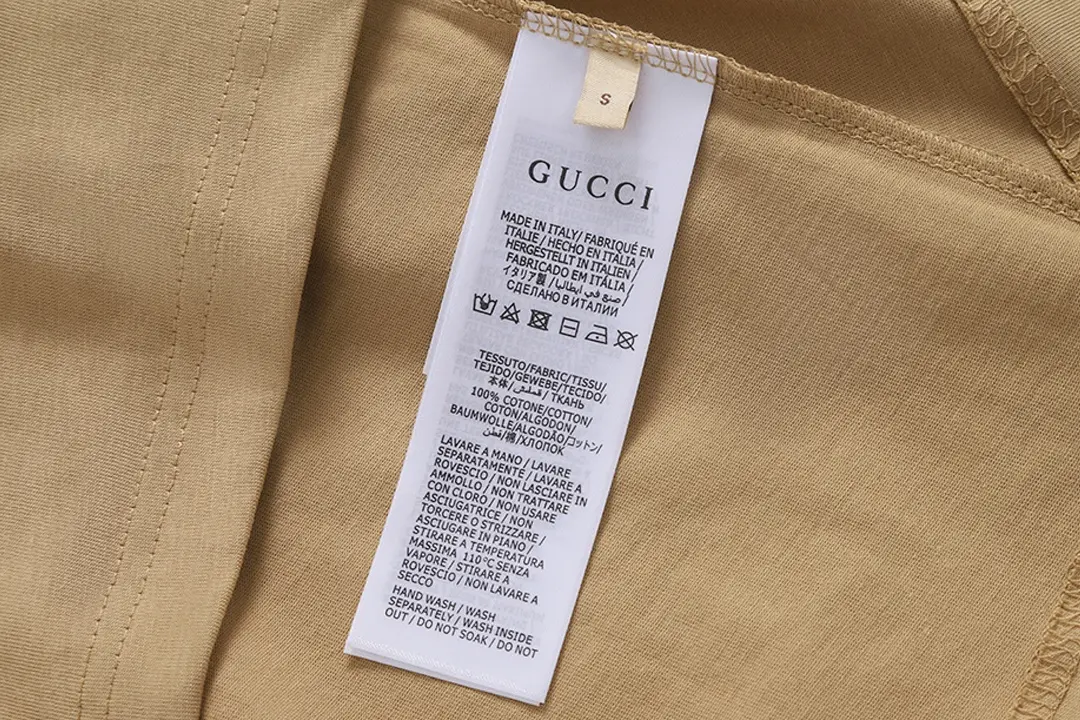 S
GUCCI
MADE IN ITALY/ FABRIQUÉ EN
ITALIE / HECHO EN ITALIA /
HERGESTELLT IN ITALIEN /
FABRICADO EM ITÁLIA /
イタリア製 / صنع في ايطاليا /
СДЕЛАНО В ИТАЛИИ
TESSUTO/FABRIC/TISSU/
TEJIDO/GEWEBE/TECIDO/
本体/قماش/ ТКАНЬ
100% COTONE/COTTON/
COTON/ALGODON/
BAUMWOLLE/ALGODÃO/コットン/
قطن/棉/ХЛОПОК
LAVARE A MANO / LAVARE
SEPARATAMENTE / LAVARE A
ROVESCIO / NON LASCIARE IN
AMMOLLO / NON TRATTARE
CON CLORO / NON USARE
ASCIUGATRICE / NON
TORCERE O STRIZZARE /
ASCIUGARE IN PIANO /
STIRARE A TEMPERATURA
MASSIMA 110°C SENZA
VAPORE / STIRARE A
ROVESCIO / NON LAVARE A
SECCO
HAND WASH / WASH
SEPARATELY / WASH INSIDE
OUT / DO NOT SOAK / DO NOT